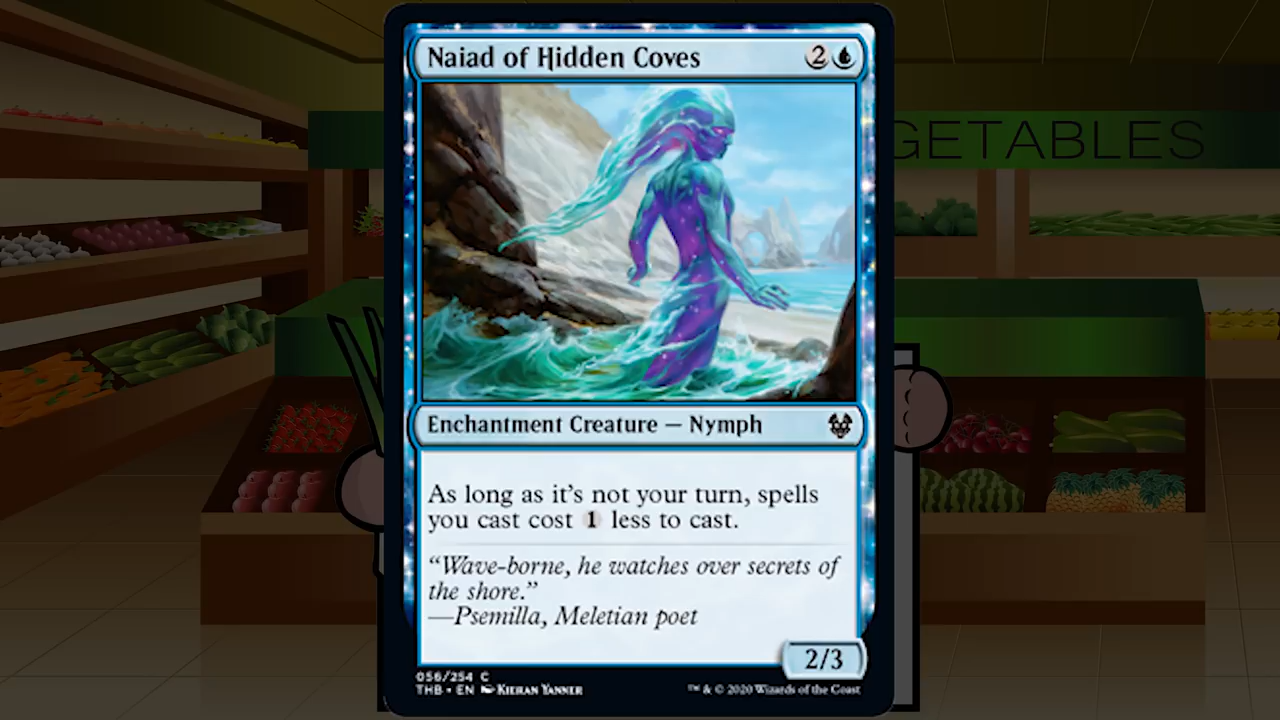 Naiad of Hidden Coves 2
GETABLES
Enchantment Creature — Nymph
As long as it's not your turn, spells
you cast cost 1 less to cast.
“Wave-borne, he watches over secrets of
the shore.”
—Psemilla, Meletian poet
2/3
056/254 C
THB • EN Kieran Yanner
™ & © 2020 Wizards of the Coast